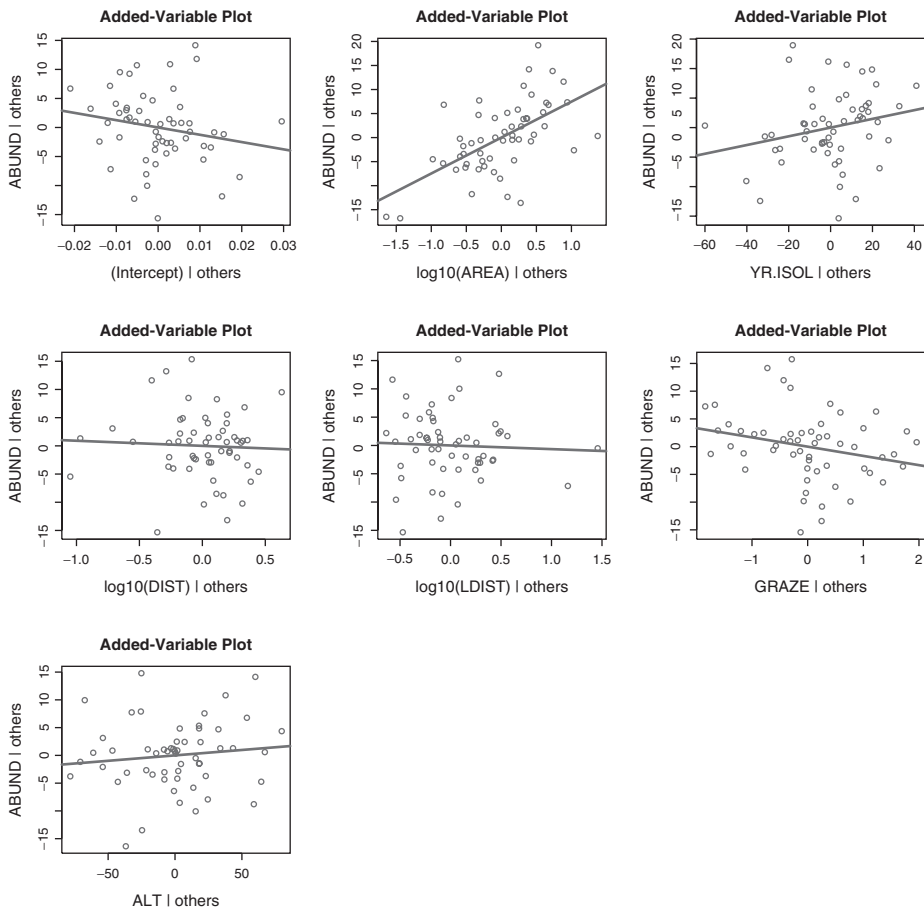 Added-Variable Plot
ABUND | others
15
10
5
0
−5
−15
−0.02 −0.01 0.00 0.01 0.02 0.03
(Intercept) | others
Added-Variable Plot
ABUND | others
20
15
10
5
0
−5
−15
−1.5 −1.0 −0.5 0.0 0.5 1.0
log10(AREA) | others
Added-Variable Plot
ABUND | others
20
15
10
5
0
−5
−15
−60 −40 −20 0 20 40
YR.ISOL | others
Added-Variable Plot
ABUND | others
15
10
5
0
−5
−15
−1.0 −0.5 0.0 0.5
log10(DIST) | others
Added-Variable Plot
ABUND | others
15
10
5
0
−5
−15
−0.5 0.0 0.5 1.0 1.5
log10(LDIST) | others
Added-Variable Plot
ABUND | others
15
10
5
0
−5
−15
−1 0 1 2
GRAZE | others
Added-Variable Plot
ABUND | others
15
10
5
0
−5
−15
−50 0 50
ALT | others